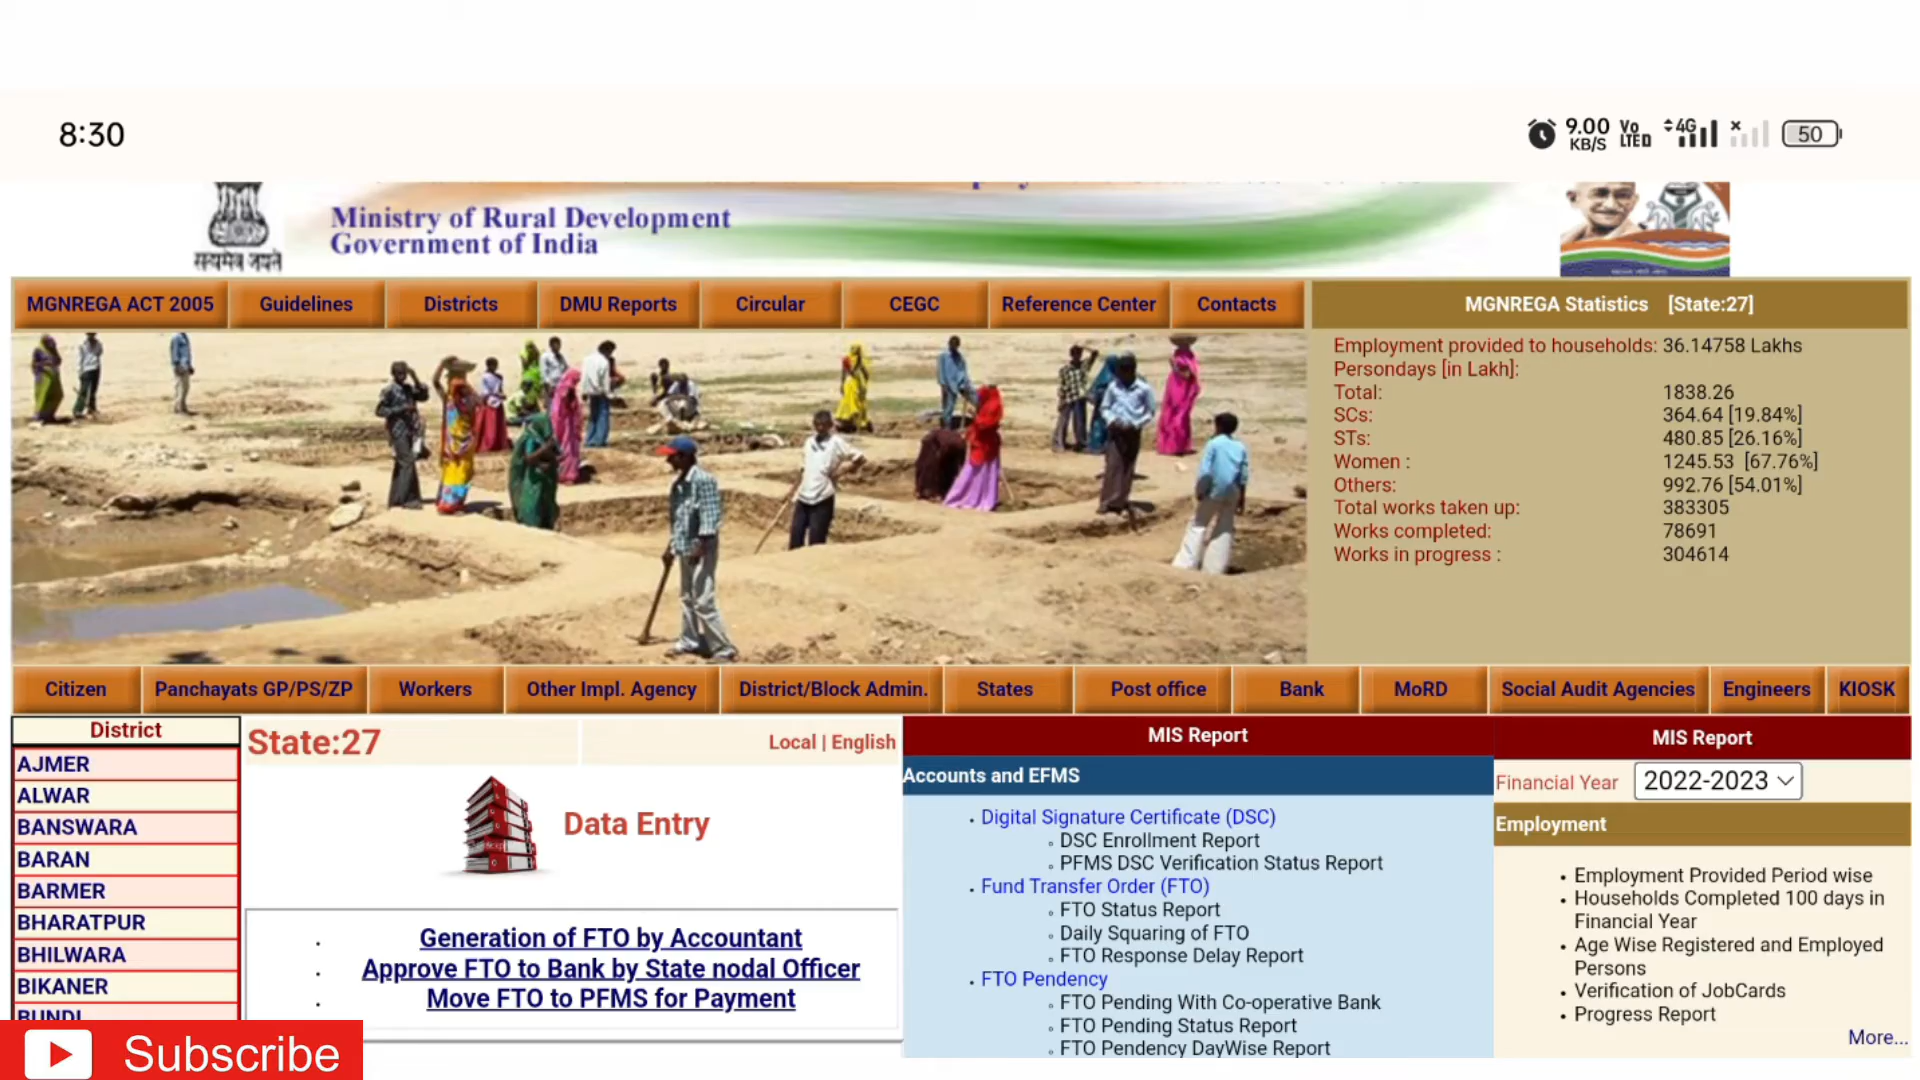 8:30
9.00 KB/S Vo LTED 4G 50
Ministry of Rural Development
Government of India
सत्यमेव जयते
MGNREGA ACT 2005 Guidelines Districts DMU Reports Circular CEGC Reference Center Contacts
MGNREGA Statistics [State:27]
Employment provided to households: 36.14758 Lakhs
Persondays [in Lakh]:
Total: 1838.26
SCs: 364.64 [19.84%]
STs: 480.85 [26.16%]
Women : 1245.53 [67.76%]
Others: 992.76 [54.01%]
Total works taken up: 383305
Works completed: 78691
Works in progress : 304614
Citizen Panchayats GP/PS/ZP Workers Other Impl. Agency District/Block Admin. States Post office Bank MoRD Social Audit Agencies Engineers KIOSK
District
AJMER
ALWAR
BANSWARA
BARAN
BARMER
BHARATPUR
BHILWARA
BIKANER
BUNDI
State:27
Local | English
Data Entry
Generation of FTO by Accountant
Approve FTO to Bank by State nodal Officer
Move FTO to PFMS for Payment
MIS Report
Accounts and EFMS
Digital Signature Certificate (DSC)
DSC Enrollment Report
PFMS DSC Verification Status Report
Fund Transfer Order (FTO)
FTO Status Report
Daily Squaring of FTO
FTO Response Delay Report
FTO Pendency
FTO Pending With Co-operative Bank
FTO Pending Status Report
FTO Pendency DayWise Report
MIS Report
Financial Year 2022-2023
Employment
Employment Provided Period wise
Households Completed 100 days in
Financial Year
Age Wise Registered and Employed
Persons
Verification of JobCards
Progress Report
More...
Subscribe